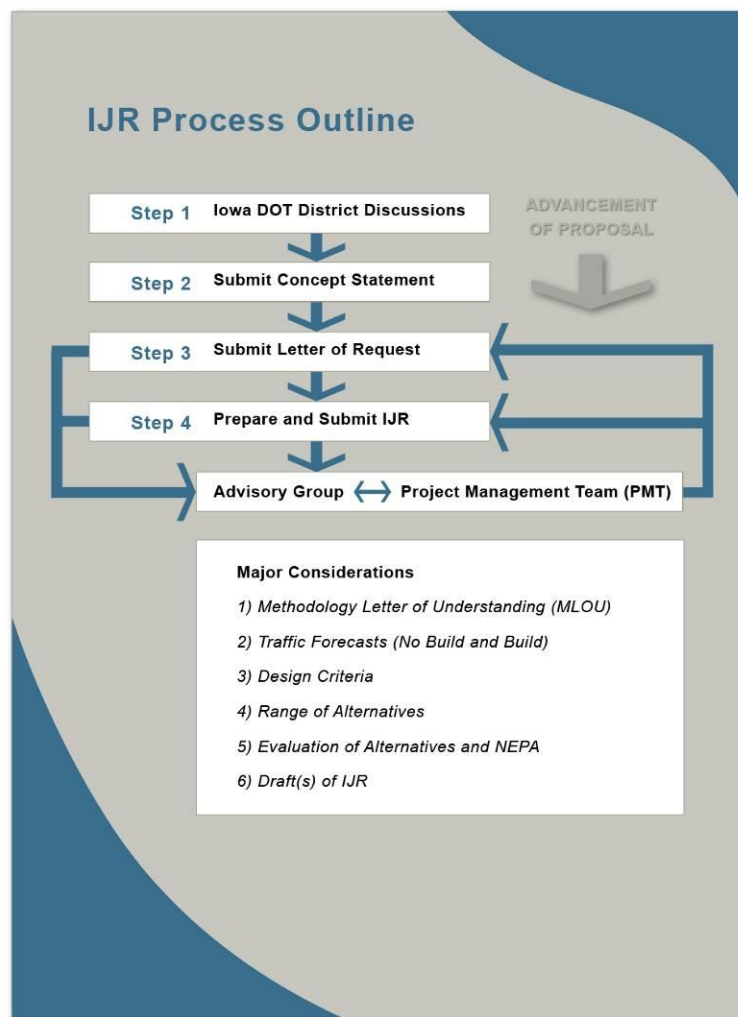 IJR Process Outline
Step 1 Iowa DOT District Discussions
ADVANCEMENT
OF PROPOSAL
Step 2 Submit Concept Statement
Step 3 Submit Letter of Request
Step 4 Prepare and Submit IJR
Advisory Group Project Management Team (PMT)
Major Considerations
1) Methodology Letter of Understanding (MLOU)
2) Traffic Forecasts (No Build and Build)
3) Design Criteria
4) Range of Alternatives
5) Evaluation of Alternatives and NEPA
6) Draft(s) of IJR